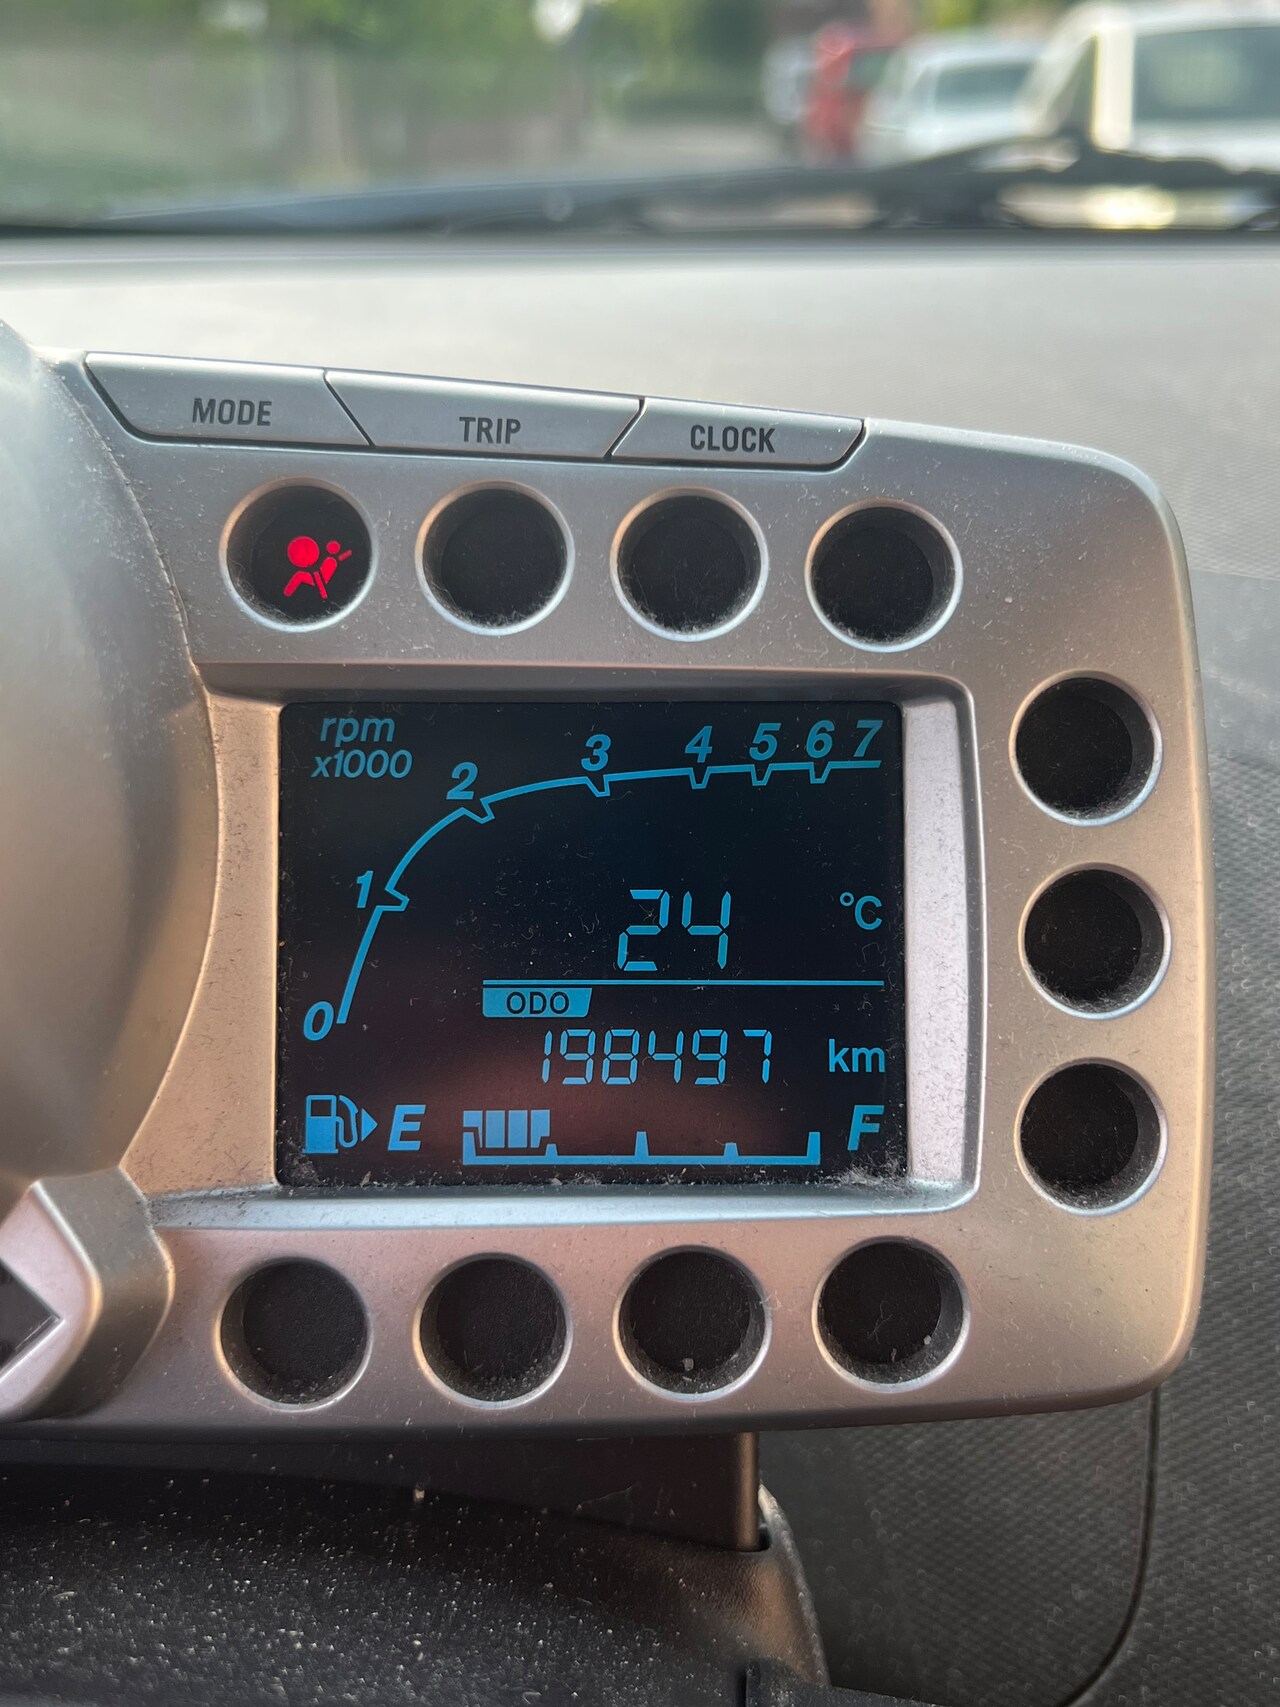 MODE TRIP CLOCK
rpm
x1000
0 1 2 3 4 5 6 7
24 °C
ODO
198497 km
E F